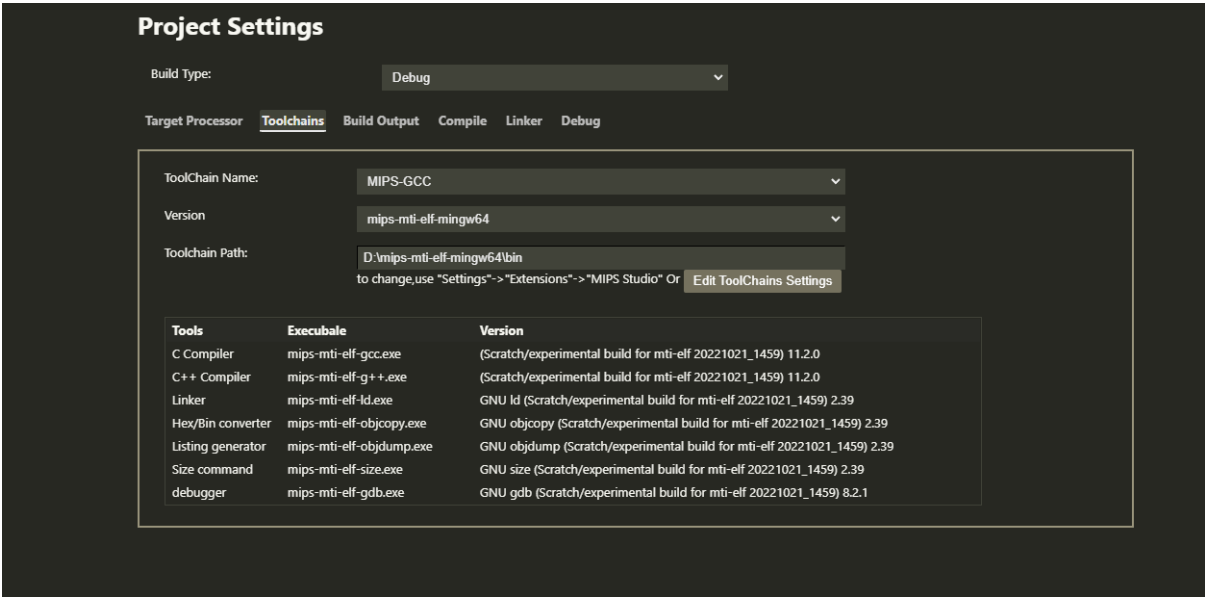 Project Settings
Build Type: Debug
Target Processor Toolchains Build Output Compile Linker Debug
ToolChain Name: MIPS-GCC
Version mips-mti-elf-mingw64
Toolchain Path: D:\mips-mti-elf-mingw64\bin
to change,use "Settings"->"Extensions"->"MIPS Studio" Or Edit ToolChains Settings
Tools Execubale Version
C Compiler mips-mti-elf-gcc.exe (Scratch/experimental build for mti-elf 20221021_1459) 11.2.0
C++ Compiler mips-mti-elf-g++.exe (Scratch/experimental build for mti-elf 20221021_1459) 11.2.0
Linker mips-mti-elf-ld.exe GNU ld (Scratch/experimental build for mti-elf 20221021_1459) 2.39
Hex/Bin converter mips-mti-elf-objcopy.exe GNU objcopy (Scratch/experimental build for mti-elf 20221021_1459) 2.39
Listing generator mips-mti-elf-objdump.exe GNU objdump (Scratch/experimental build for mti-elf 20221021_1459) 2.39
Size command mips-mti-elf-size.exe GNU size (Scratch/experimental build for mti-elf 20221021_1459) 2.39
debugger mips-mti-elf-gdb.exe GNU gdb (Scratch/experimental build for mti-elf 20221021_1459) 8.2.1